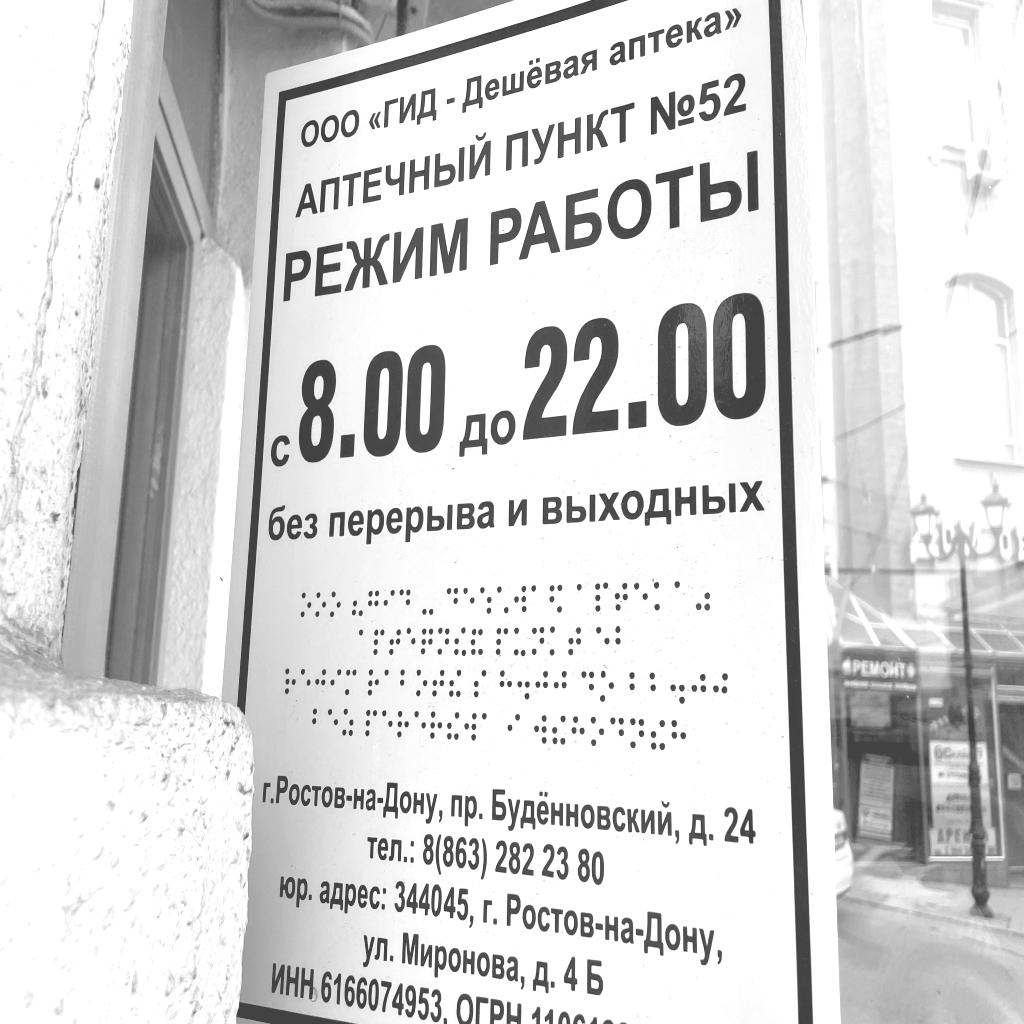 ООО «ГИД - Дешёвая аптека»
АПТЕЧНЫЙ ПУНКТ №52
РЕЖИМ РАБОТЫ
с 8.00 до 22.00
без перерыва и выходных
г.Ростов-на-Дону, пр. Будённовский, д. 24
тел.: 8(863) 282 23 80
юр. адрес: 344045, г. Ростов-на-Дону,
ул. Миронова, д. 4 Б
ИНН 6166074953, ОГРН
РЕМОНТ